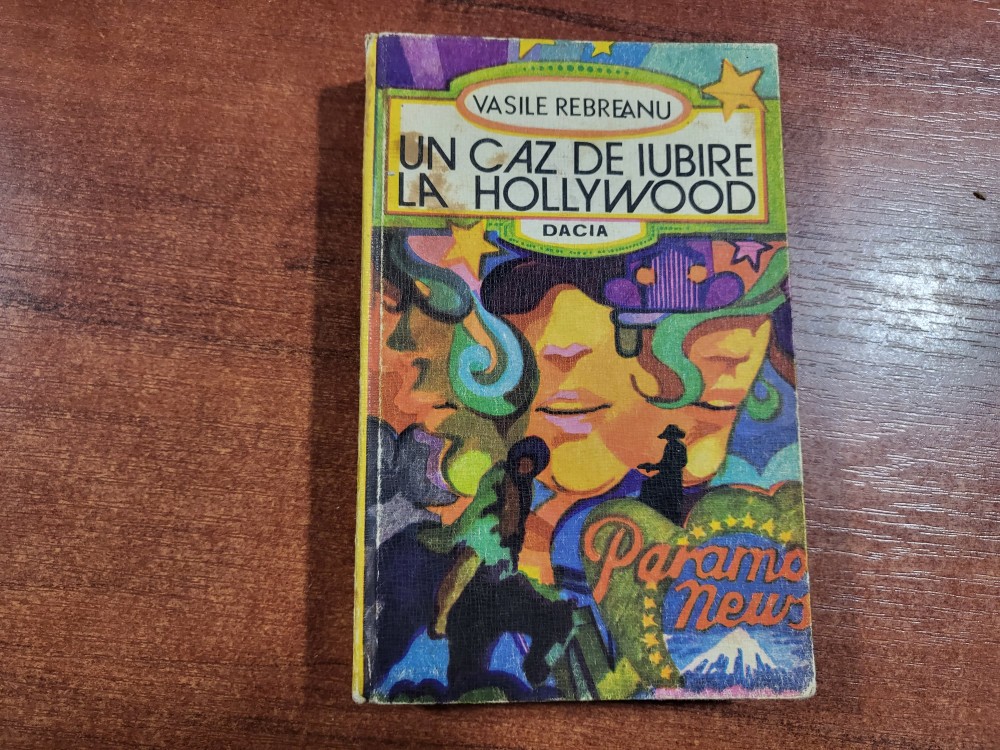 VASILE REBREANU
UN CAZ DE IUBIRE
LA HOLLYWOOD
DACIA
Paramo
News